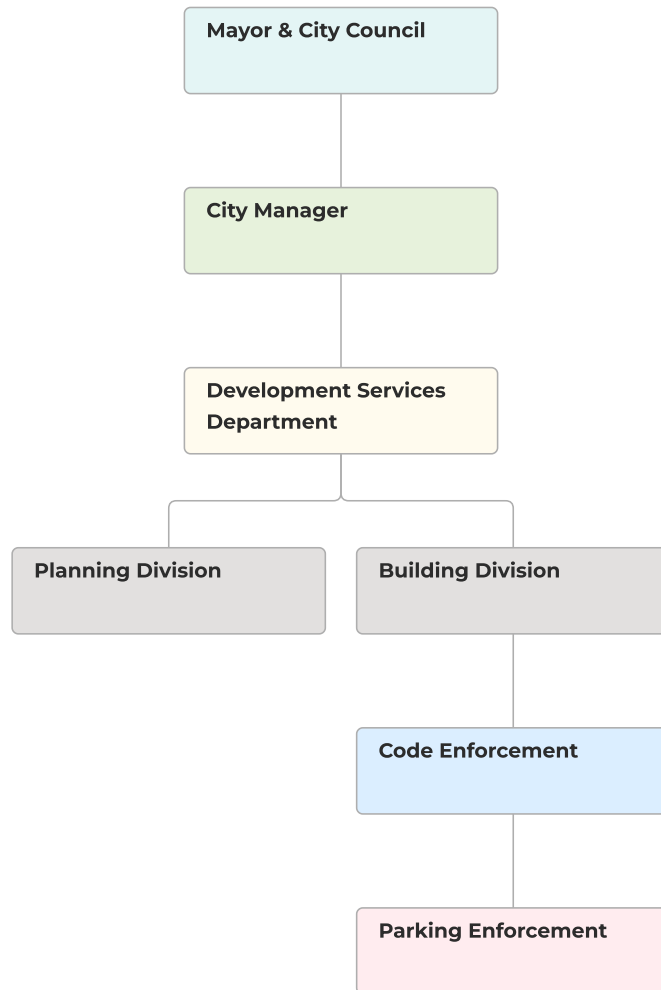 Mayor & City Council
City Manager
Development Services
Department
Planning Division
Building Division
Code Enforcement
Parking Enforcement